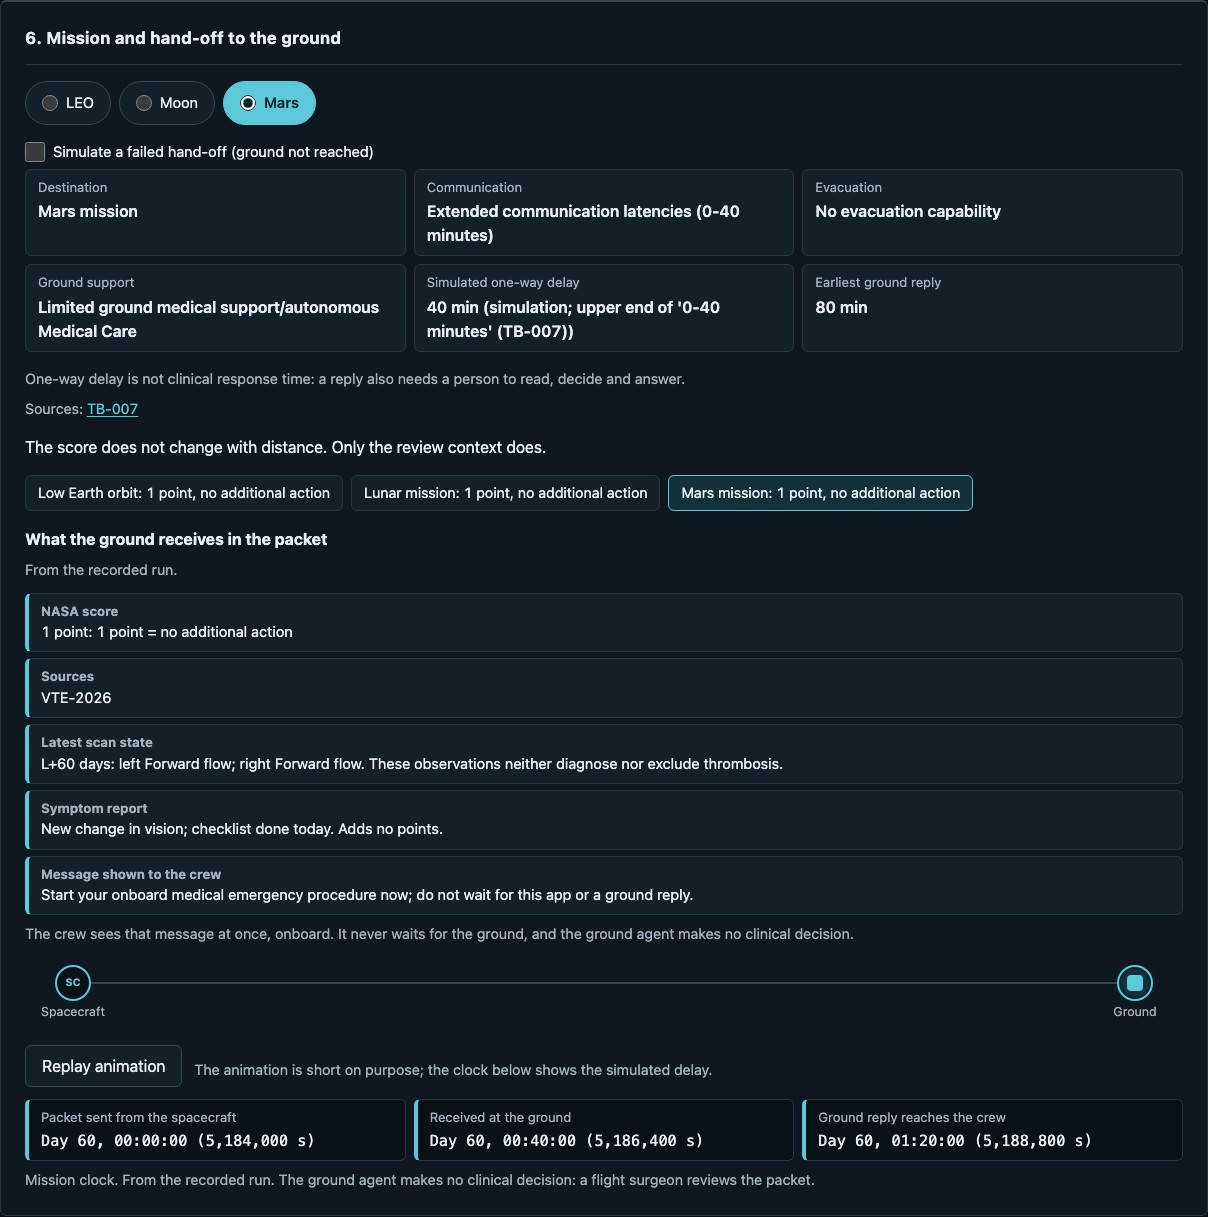 6. Mission and hand-off to the ground
LEO
Moon
Mars
Simulate a failed hand-off (ground not reached)
Destination
Mars mission
Communication
Extended communication latencies (0-40
minutes)
Evacuation
No evacuation capability
Ground support
Limited ground medical support/autonomous
Medical Care
Simulated one-way delay
40 min (simulation; upper end of '0-40
minutes' (TB-007))
Earliest ground reply
80 min
One-way delay is not clinical response time: a reply also needs a person to read, decide and answer.
Sources: TB-007
The score does not change with distance. Only the review context does.
Low Earth orbit: 1 point, no additional action
Lunar mission: 1 point, no additional action
Mars mission: 1 point, no additional action
What the ground receives in the packet
From the recorded run.
NASA score
1 point: 1 point = no additional action
Sources
VTE-2026
Latest scan state
L+60 days: left Forward flow; right Forward flow. These observations neither diagnose nor exclude thrombosis.
Symptom report
New change in vision; checklist done today. Adds no points.
Message shown to the crew
Start your onboard medical emergency procedure now; do not wait for this app or a ground reply.
The crew sees that message at once, onboard. It never waits for the ground, and the ground agent makes no clinical decision.
SC
Spacecraft
Ground
Replay animation
The animation is short on purpose; the clock below shows the simulated delay.
Packet sent from the spacecraft
Day 60, 00:00:00 (5,184,000 s)
Received at the ground
Day 60, 00:40:00 (5,186,400 s)
Ground reply reaches the crew
Day 60, 01:20:00 (5,188,800 s)
Mission clock. From the recorded run. The ground agent makes no clinical decision: a flight surgeon reviews the packet.